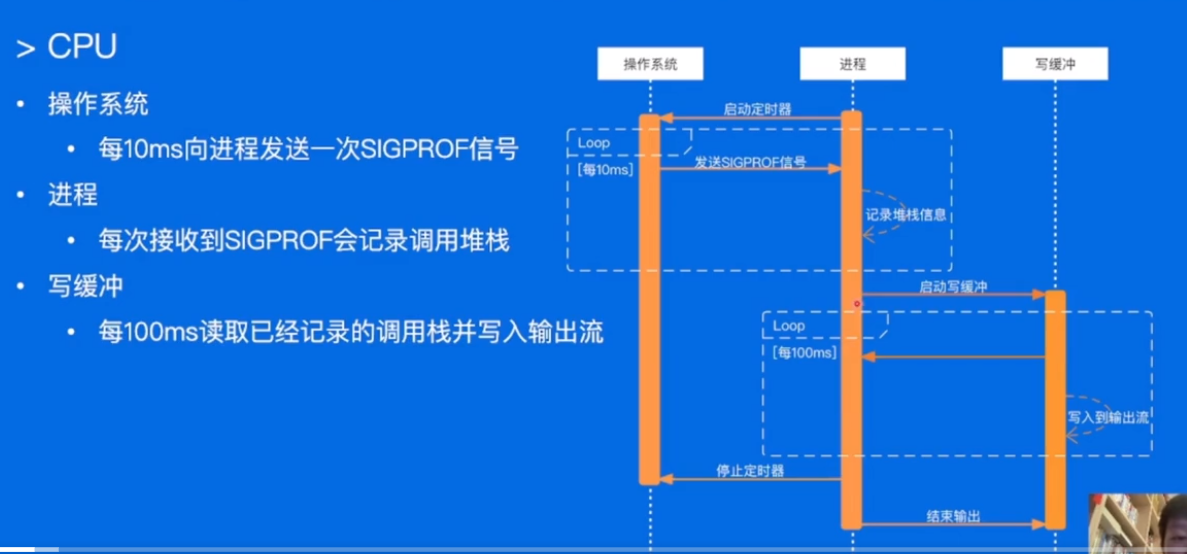 > CPU
• 操作系统
• 每10ms向进程发送一次SIGPROF信号
• 进程
• 每次接收到SIGPROF会记录调用堆栈
• 写缓冲
• 每100ms读取已经记录的调用栈并写入输出流
操作系统
进程
写缓冲
启动定时器
Loop
[每10ms]
发送SIGPROF信号
记录堆栈信息
启动写缓冲
Loop
[每100ms]
写入到输出流
停止定时器
结束输出